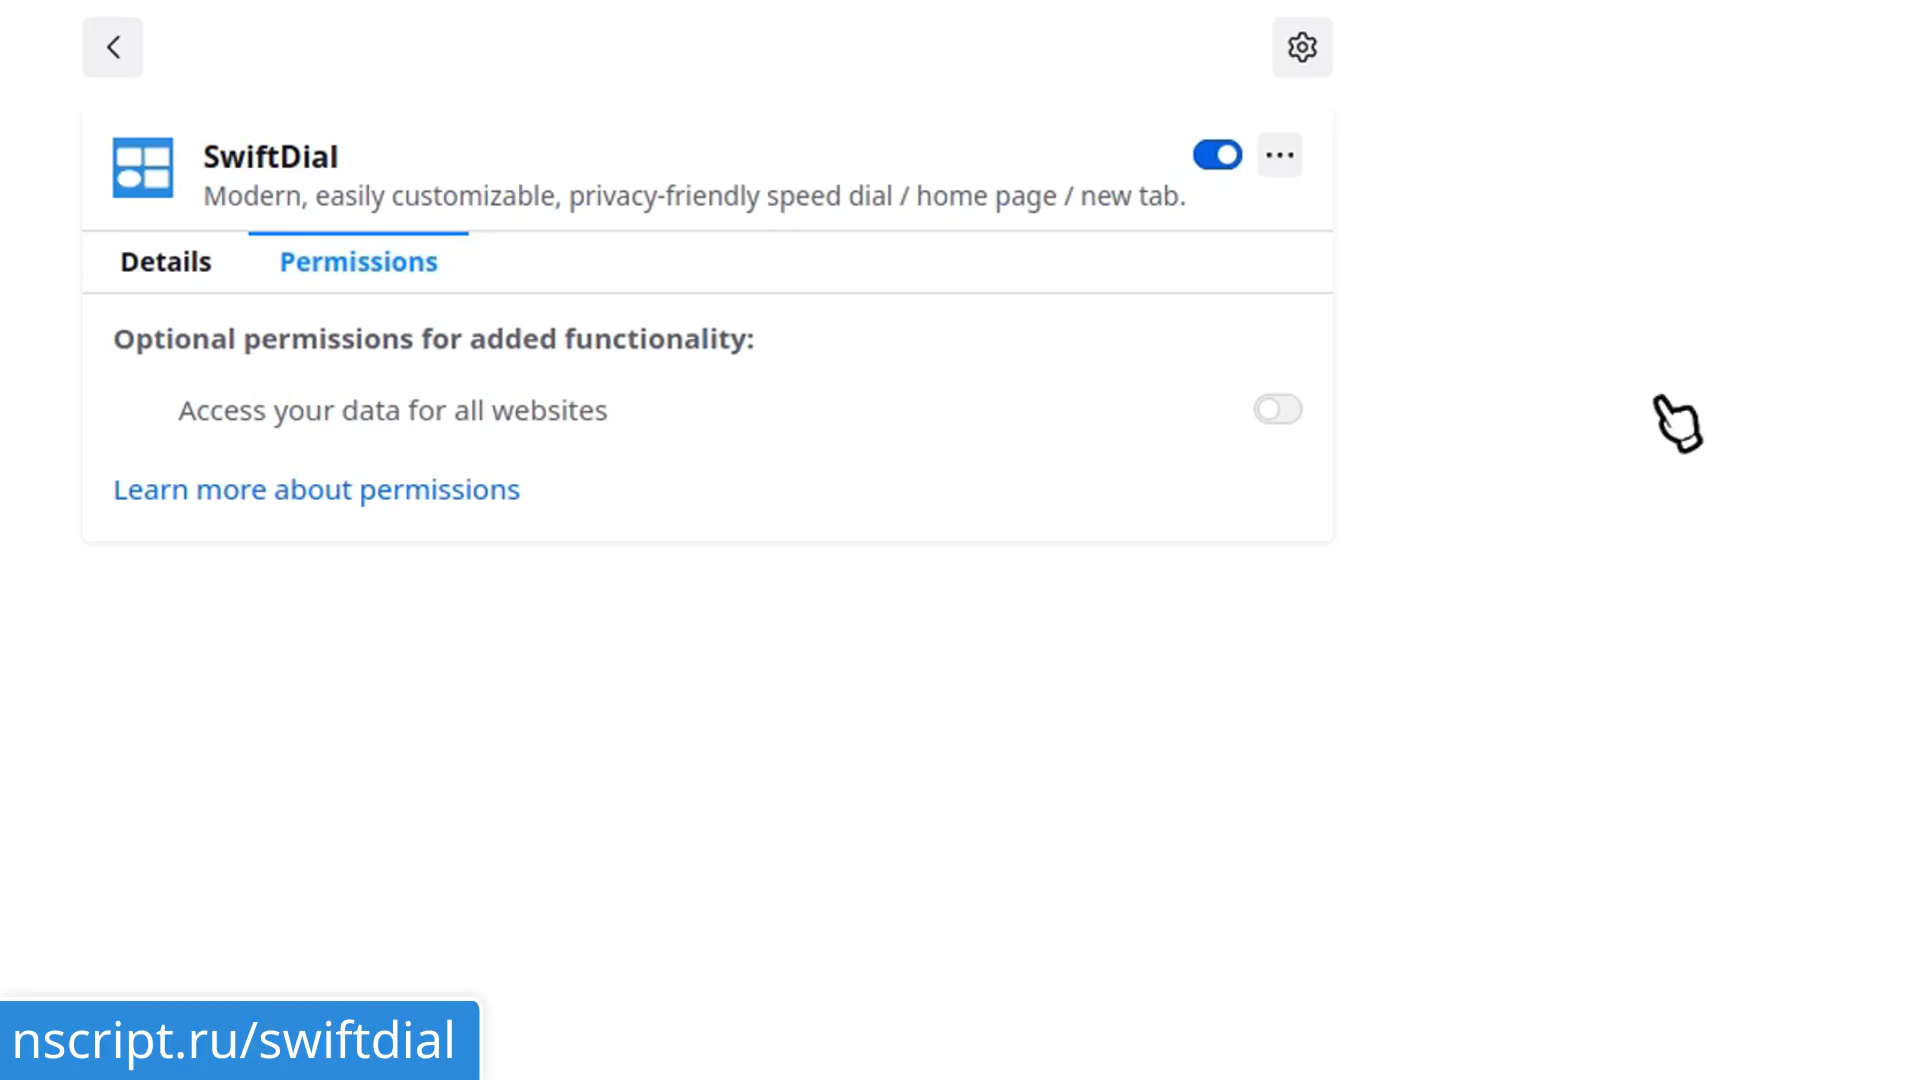 SwiftDial
Modern, easily customizable, privacy-friendly speed dial / home page / new tab.
Details
Permissions
Optional permissions for added functionality:
Access your data for all websites
Learn more about permissions
nscript.ru/swiftdial